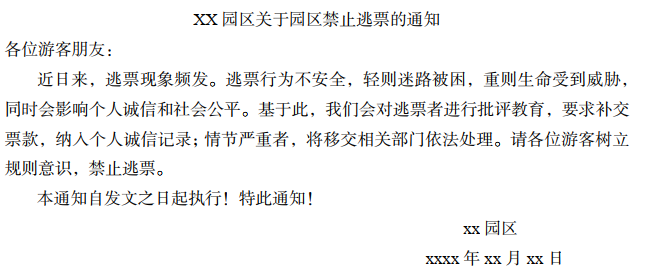 XX 园区关于园区禁止逃票的通知
各位游客朋友：
近日来，逃票现象频发。逃票行为不安全，轻则迷路被困，重则生命受到威胁，
同时会影响个人诚信和社会公平。基于此，我们会对逃票者进行批评教育，要求补交
票款，纳入个人诚信记录；情节严重者，将移交相关部门依法处理。请各位游客树立
规则意识，禁止逃票。
本通知自发文之日起执行！特此通知！
xx 园区
xxxx 年 xx 月 xx 日